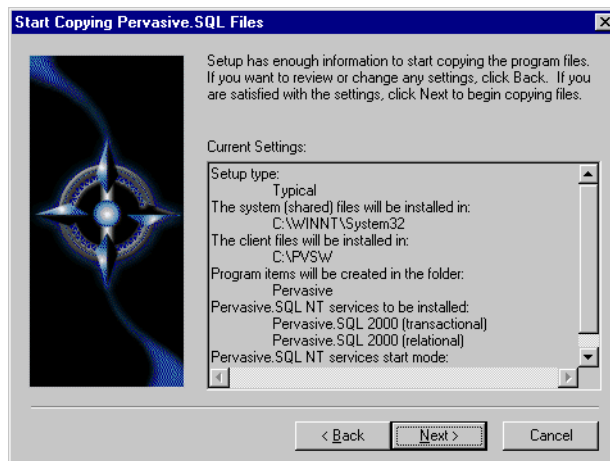 Start Copying Pervasive.SQL Files
Setup has enough information to start copying the program files.
If you want to review or change any settings, click Back. If you
are satisfied with the settings, click Next to begin copying files.
Current Settings:
Setup type:
Typical
The system (shared) files will be installed in:
C:\WINNT\System32
The client files will be installed in:
C:\PVSW
Program items will be created in the folder:
Pervasive
Pervasive.SQL NT services to be installed:
Pervasive.SQL 2000 (transactional)
Pervasive.SQL 2000 (relational)
Pervasive.SQL NT services start mode:
< Back Next > Cancel